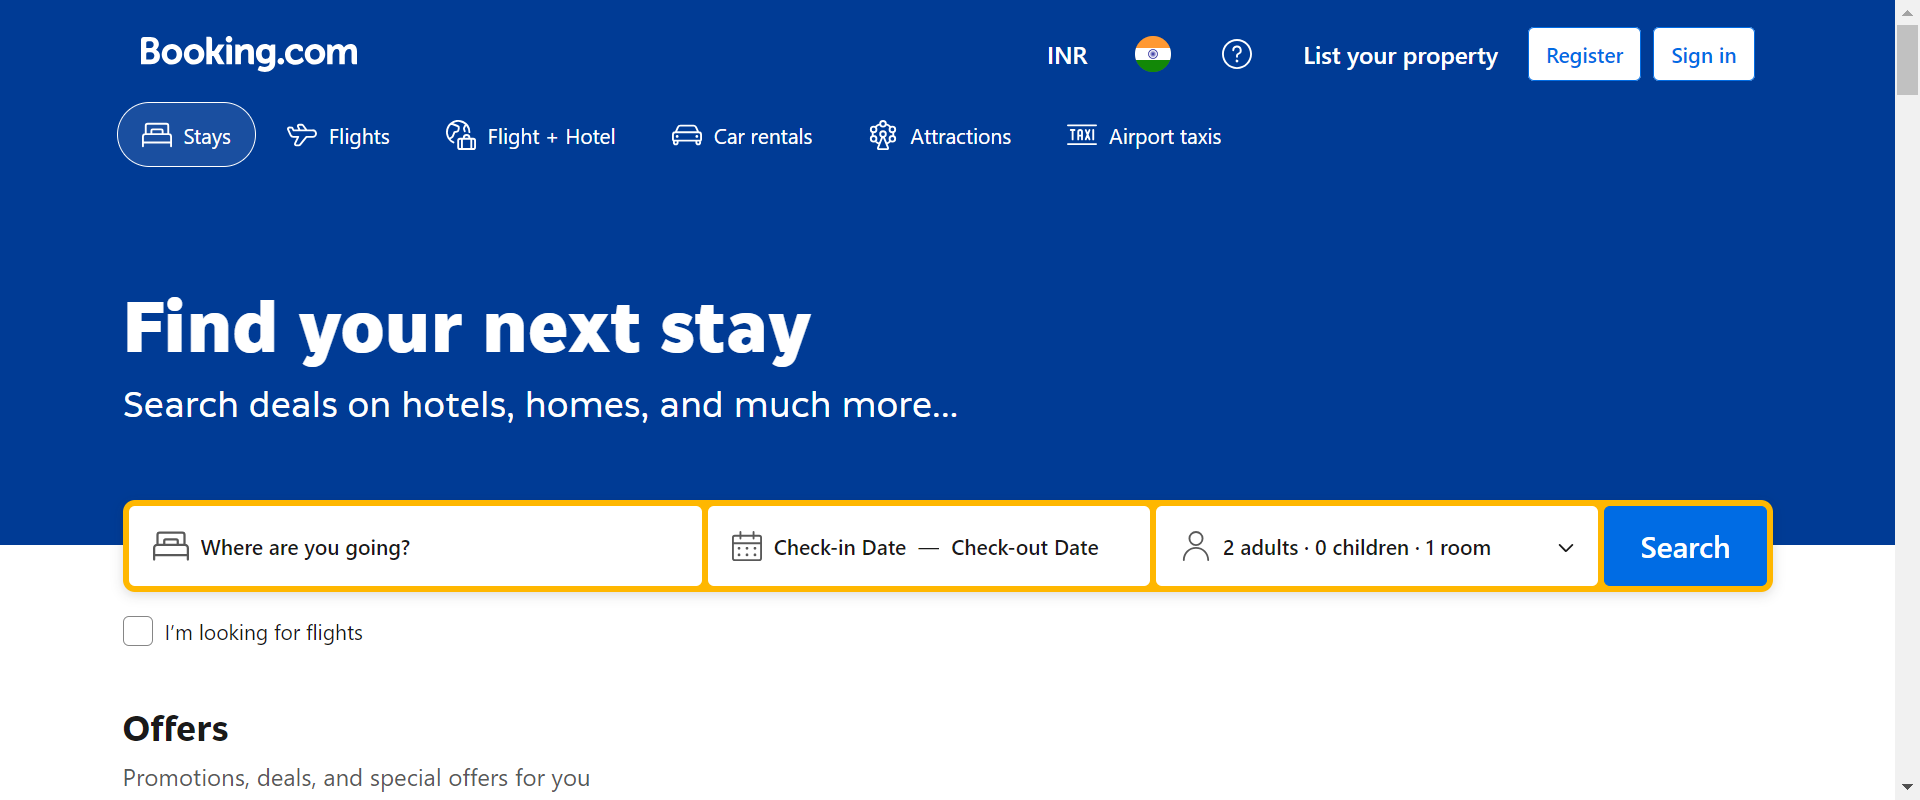 Booking.com
INR
List your property
Register
Sign in
Stays
Flights
Flight + Hotel
Car rentals
Attractions
TAXI
Airport taxis
Find your next stay
Search deals on hotels, homes, and much more...
Where are you going?
Check-in Date — Check-out Date
2 adults · 0 children · 1 room
Search
I’m looking for flights
Offers
Promotions, deals, and special offers for you